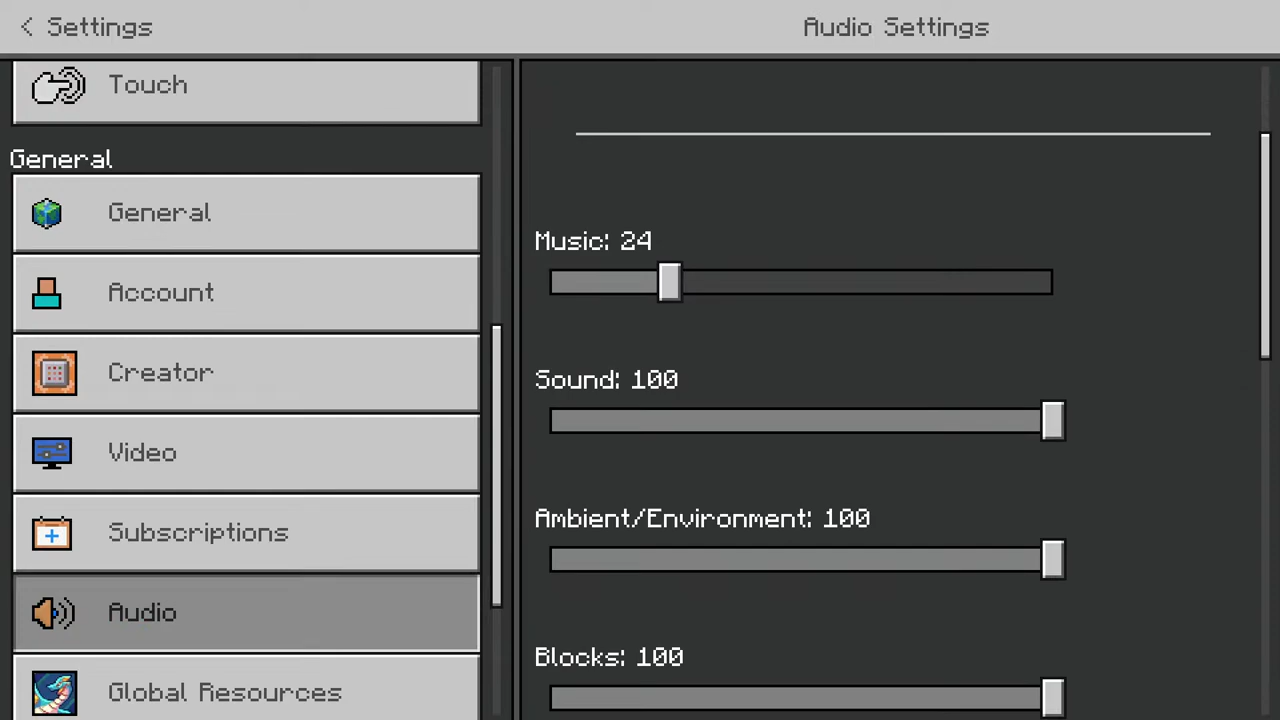 < Settings
Audio Settings
Touch
General
General
Account
Creator
Video
Subscriptions
Audio
Global Resources
Music: 24
Sound: 100
Ambient/Environment: 100
Blocks: 100